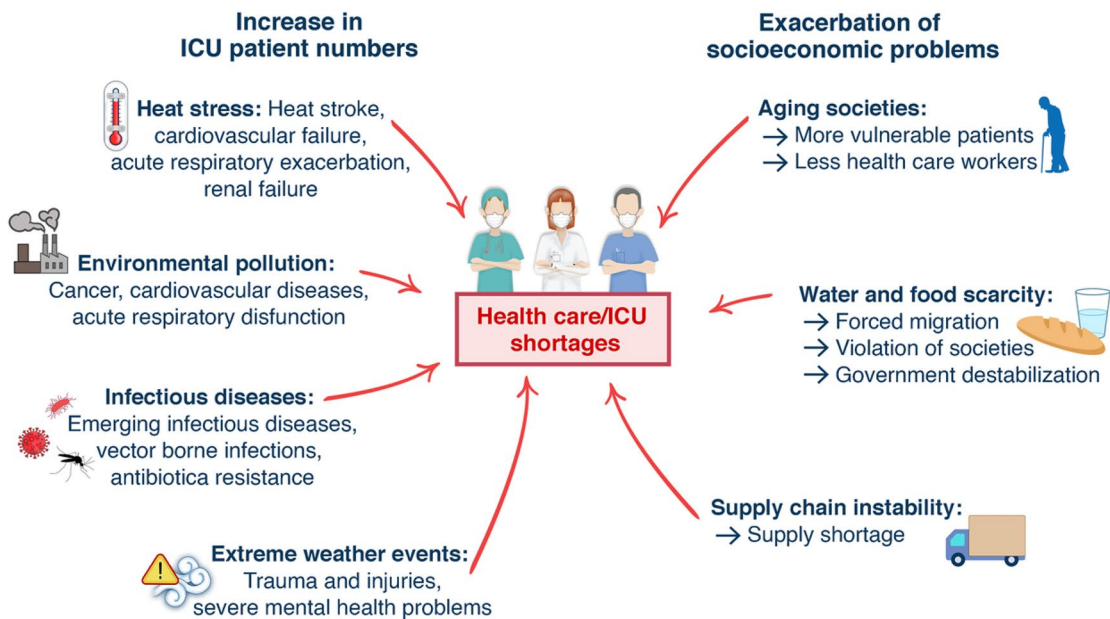 Increase in
ICU patient numbers
Heat stress: Heat stroke,
cardiovascular failure,
acute respiratory exacerbation,
renal failure
Environmental pollution:
Cancer, cardiovascular diseases,
acute respiratory disfunction
Infectious diseases:
Emerging infectious diseases,
vector borne infections,
antibiotica resistance
Extreme weather events:
Trauma and injuries,
severe mental health problems
Health care/ICU
shortages
Exacerbation of
socioeconomic problems
Aging societies:
→ More vulnerable patients
→ Less health care workers
Water and food scarcity:
→ Forced migration
→ Violation of societies
→ Government destabilization
Supply chain instability:
→ Supply shortage